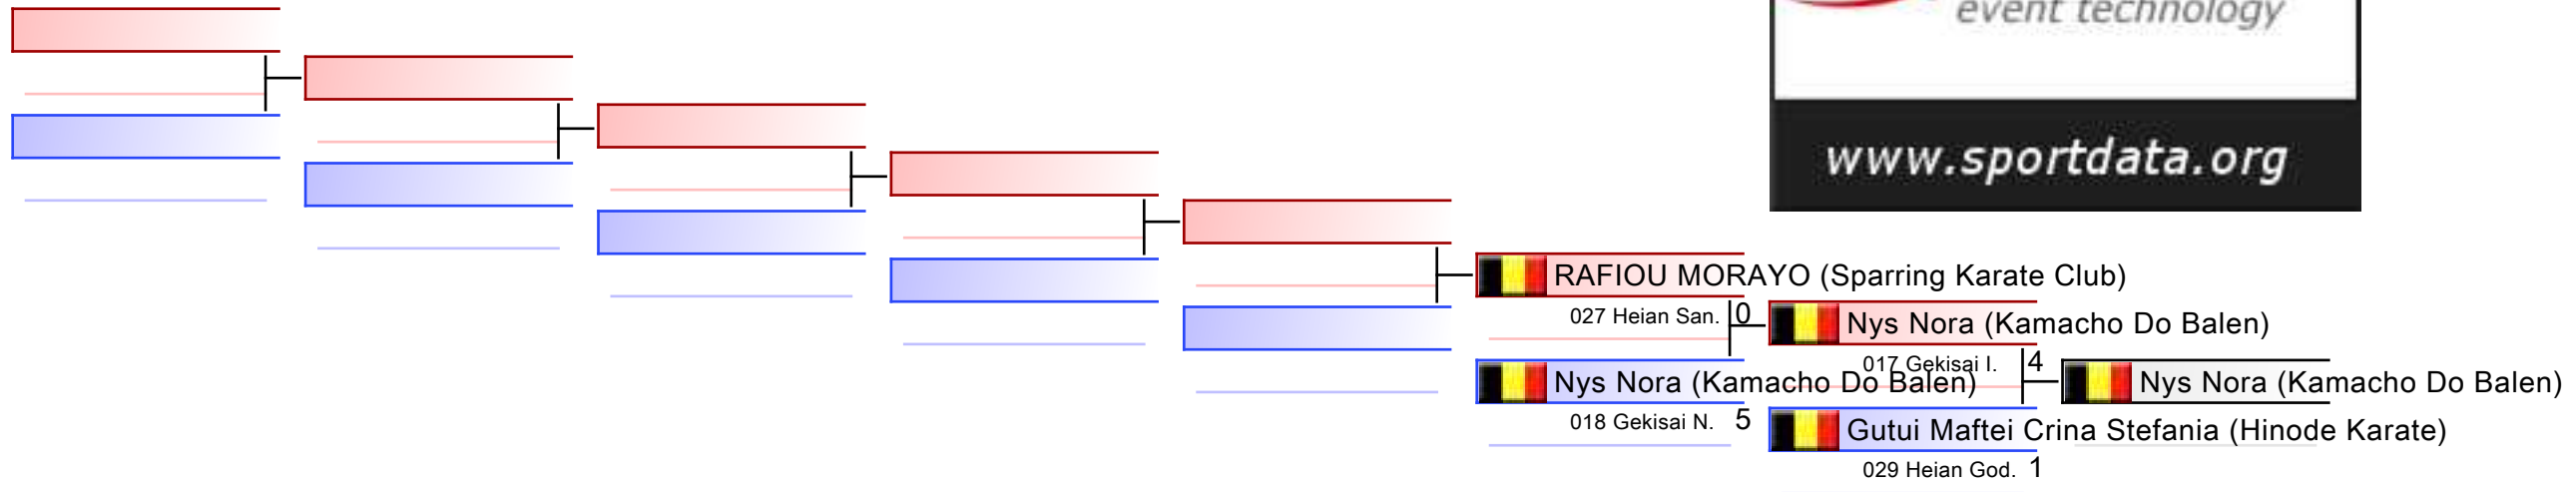 event technology
www.sportdata.org
RAFIOU MORAYO (Sparring Karate Club)
027 Heian San. 0
Nys Nora (Kamacho Do Balen)
017 Gekisai I. 4
Nys Nora (Kamacho Do Balen)
Nys Nora (Kamacho Do Balen)
018 Gekisai N. 5
Gutui Maftei Crina Stefania (Hinode Karate)
029 Heian God. 1